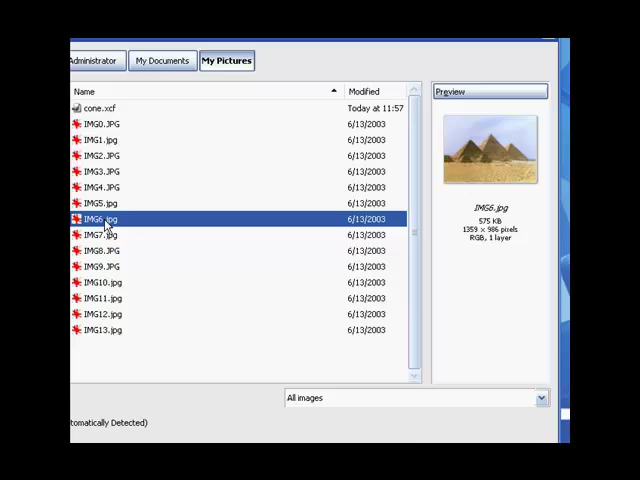 Administrator My Documents My Pictures
Name Modified Preview
cone.xcf Today at 11:57
IMG0.JPG 6/13/2003
IMG1.jpg 6/13/2003
IMG2.JPG 6/13/2003
IMG3.JPG 6/13/2003
IMG4.JPG 6/13/2003
IMG5.jpg 6/13/2003
IMG6.jpg 6/13/2003
IMG7.jpg 6/13/2003
IMG8.JPG 6/13/2003
IMG9.JPG 6/13/2003
IMG10.jpg 6/13/2003
IMG11.jpg 6/13/2003
IMG12.jpg 6/13/2003
IMG13.jpg 6/13/2003
IMG6.jpg
575 KB
1359 × 986 pixels
RGB, 1 layer
All images
tomatically Detected)